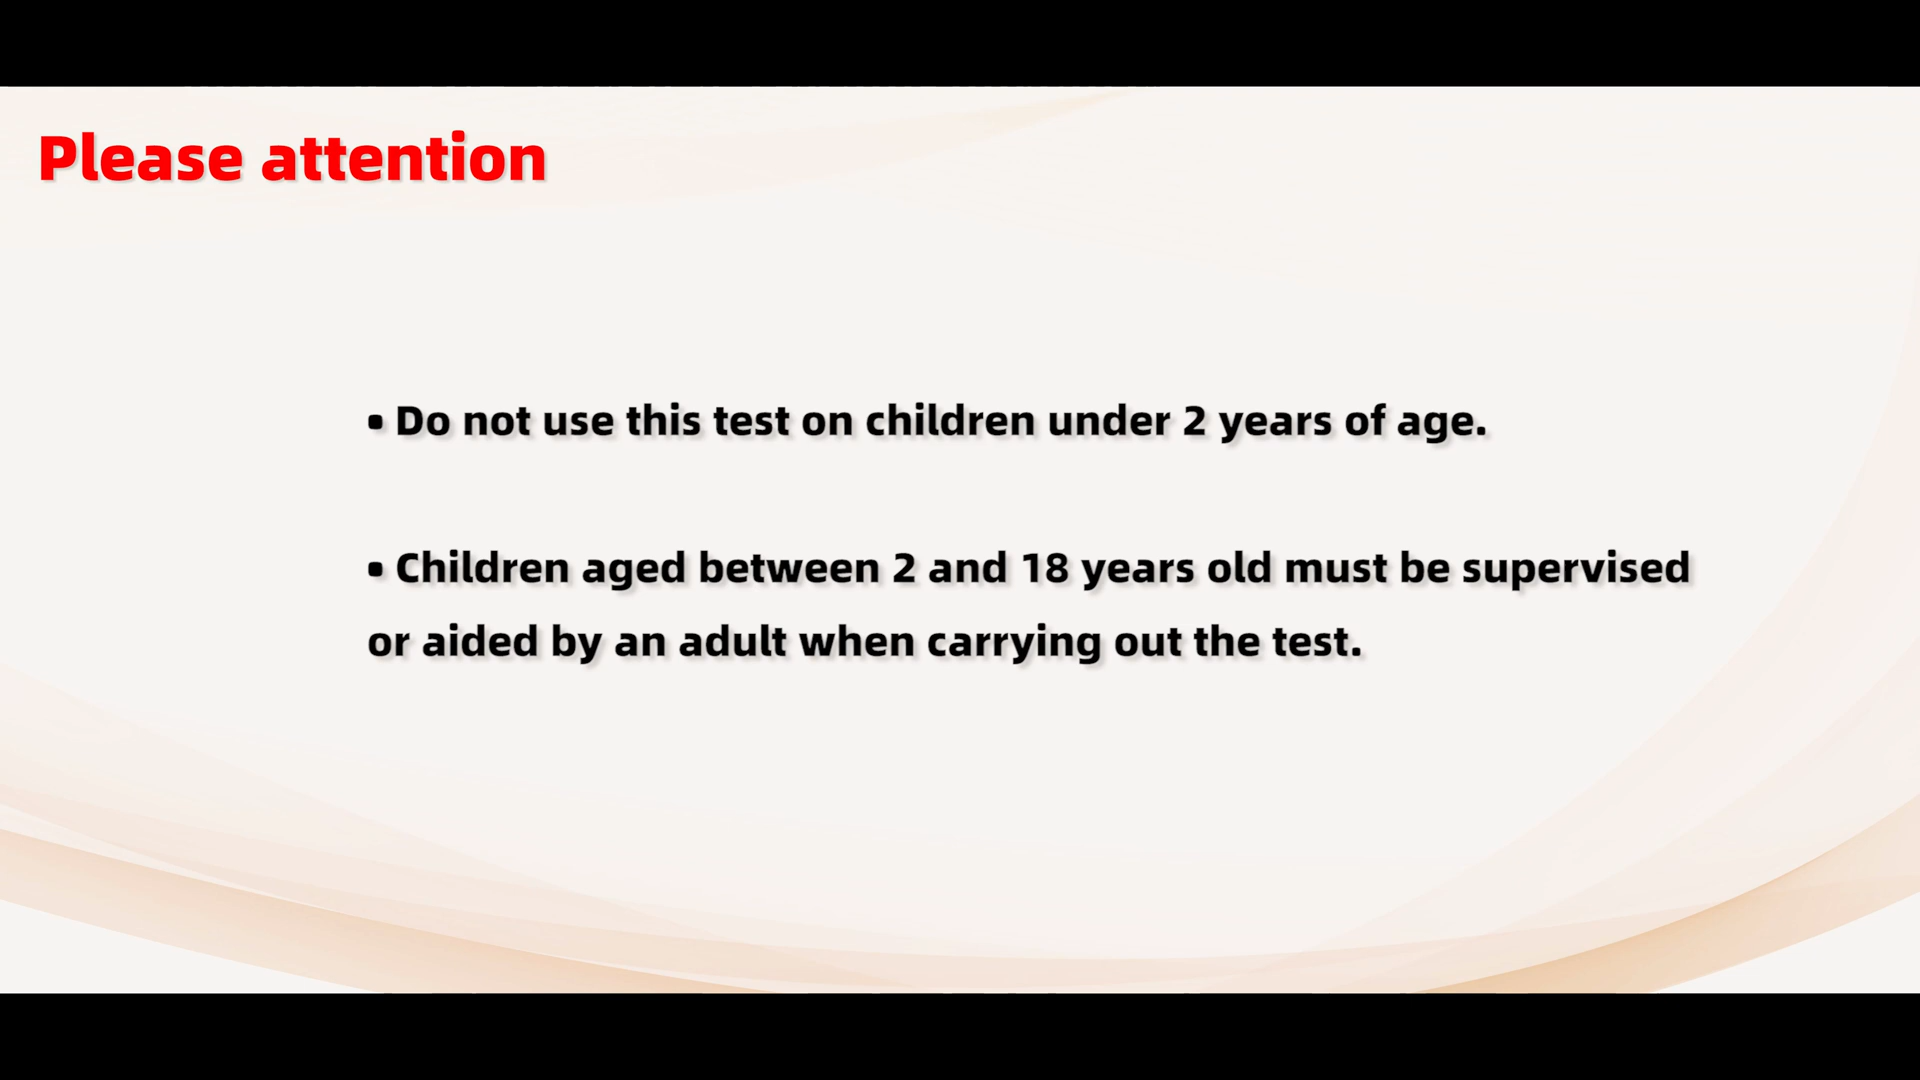 Please attention
• Do not use this test on children under 2 years of age.
• Children aged between 2 and 18 years old must be supervised
or aided by an adult when carrying out the test.